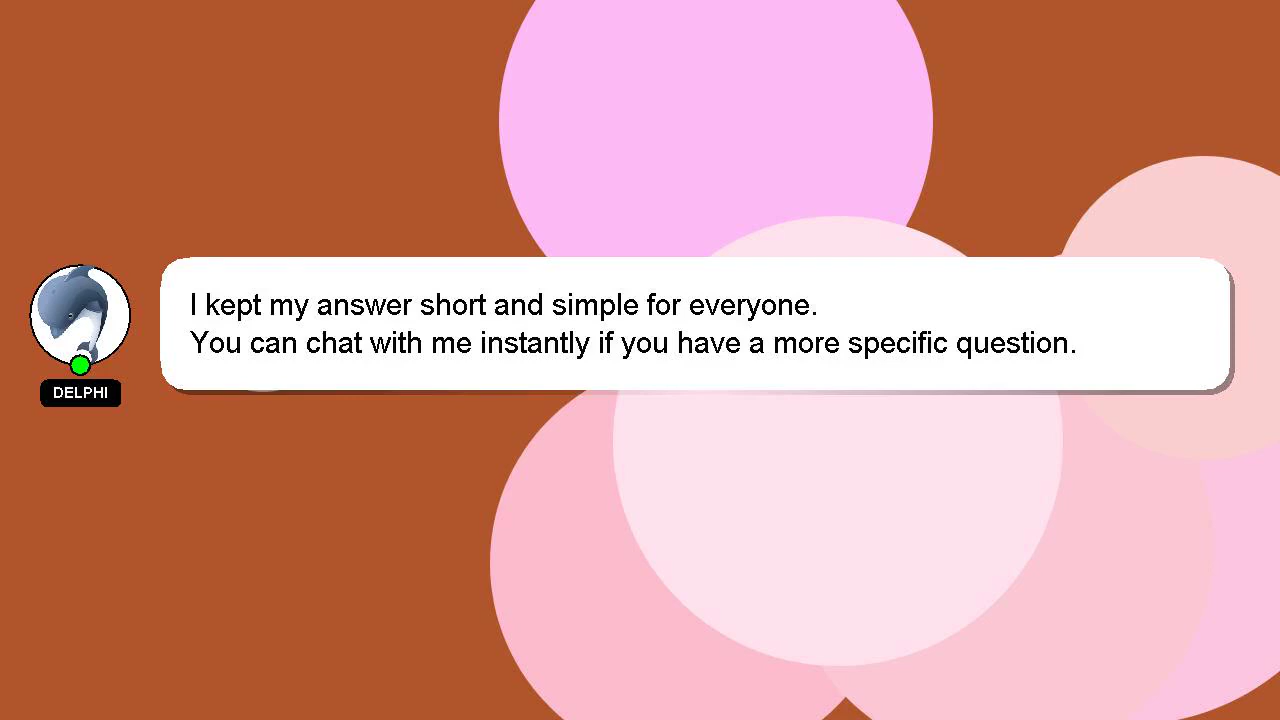 I kept my answer short and simple for everyone.
You can chat with me instantly if you have a more specific question.
DELPHI